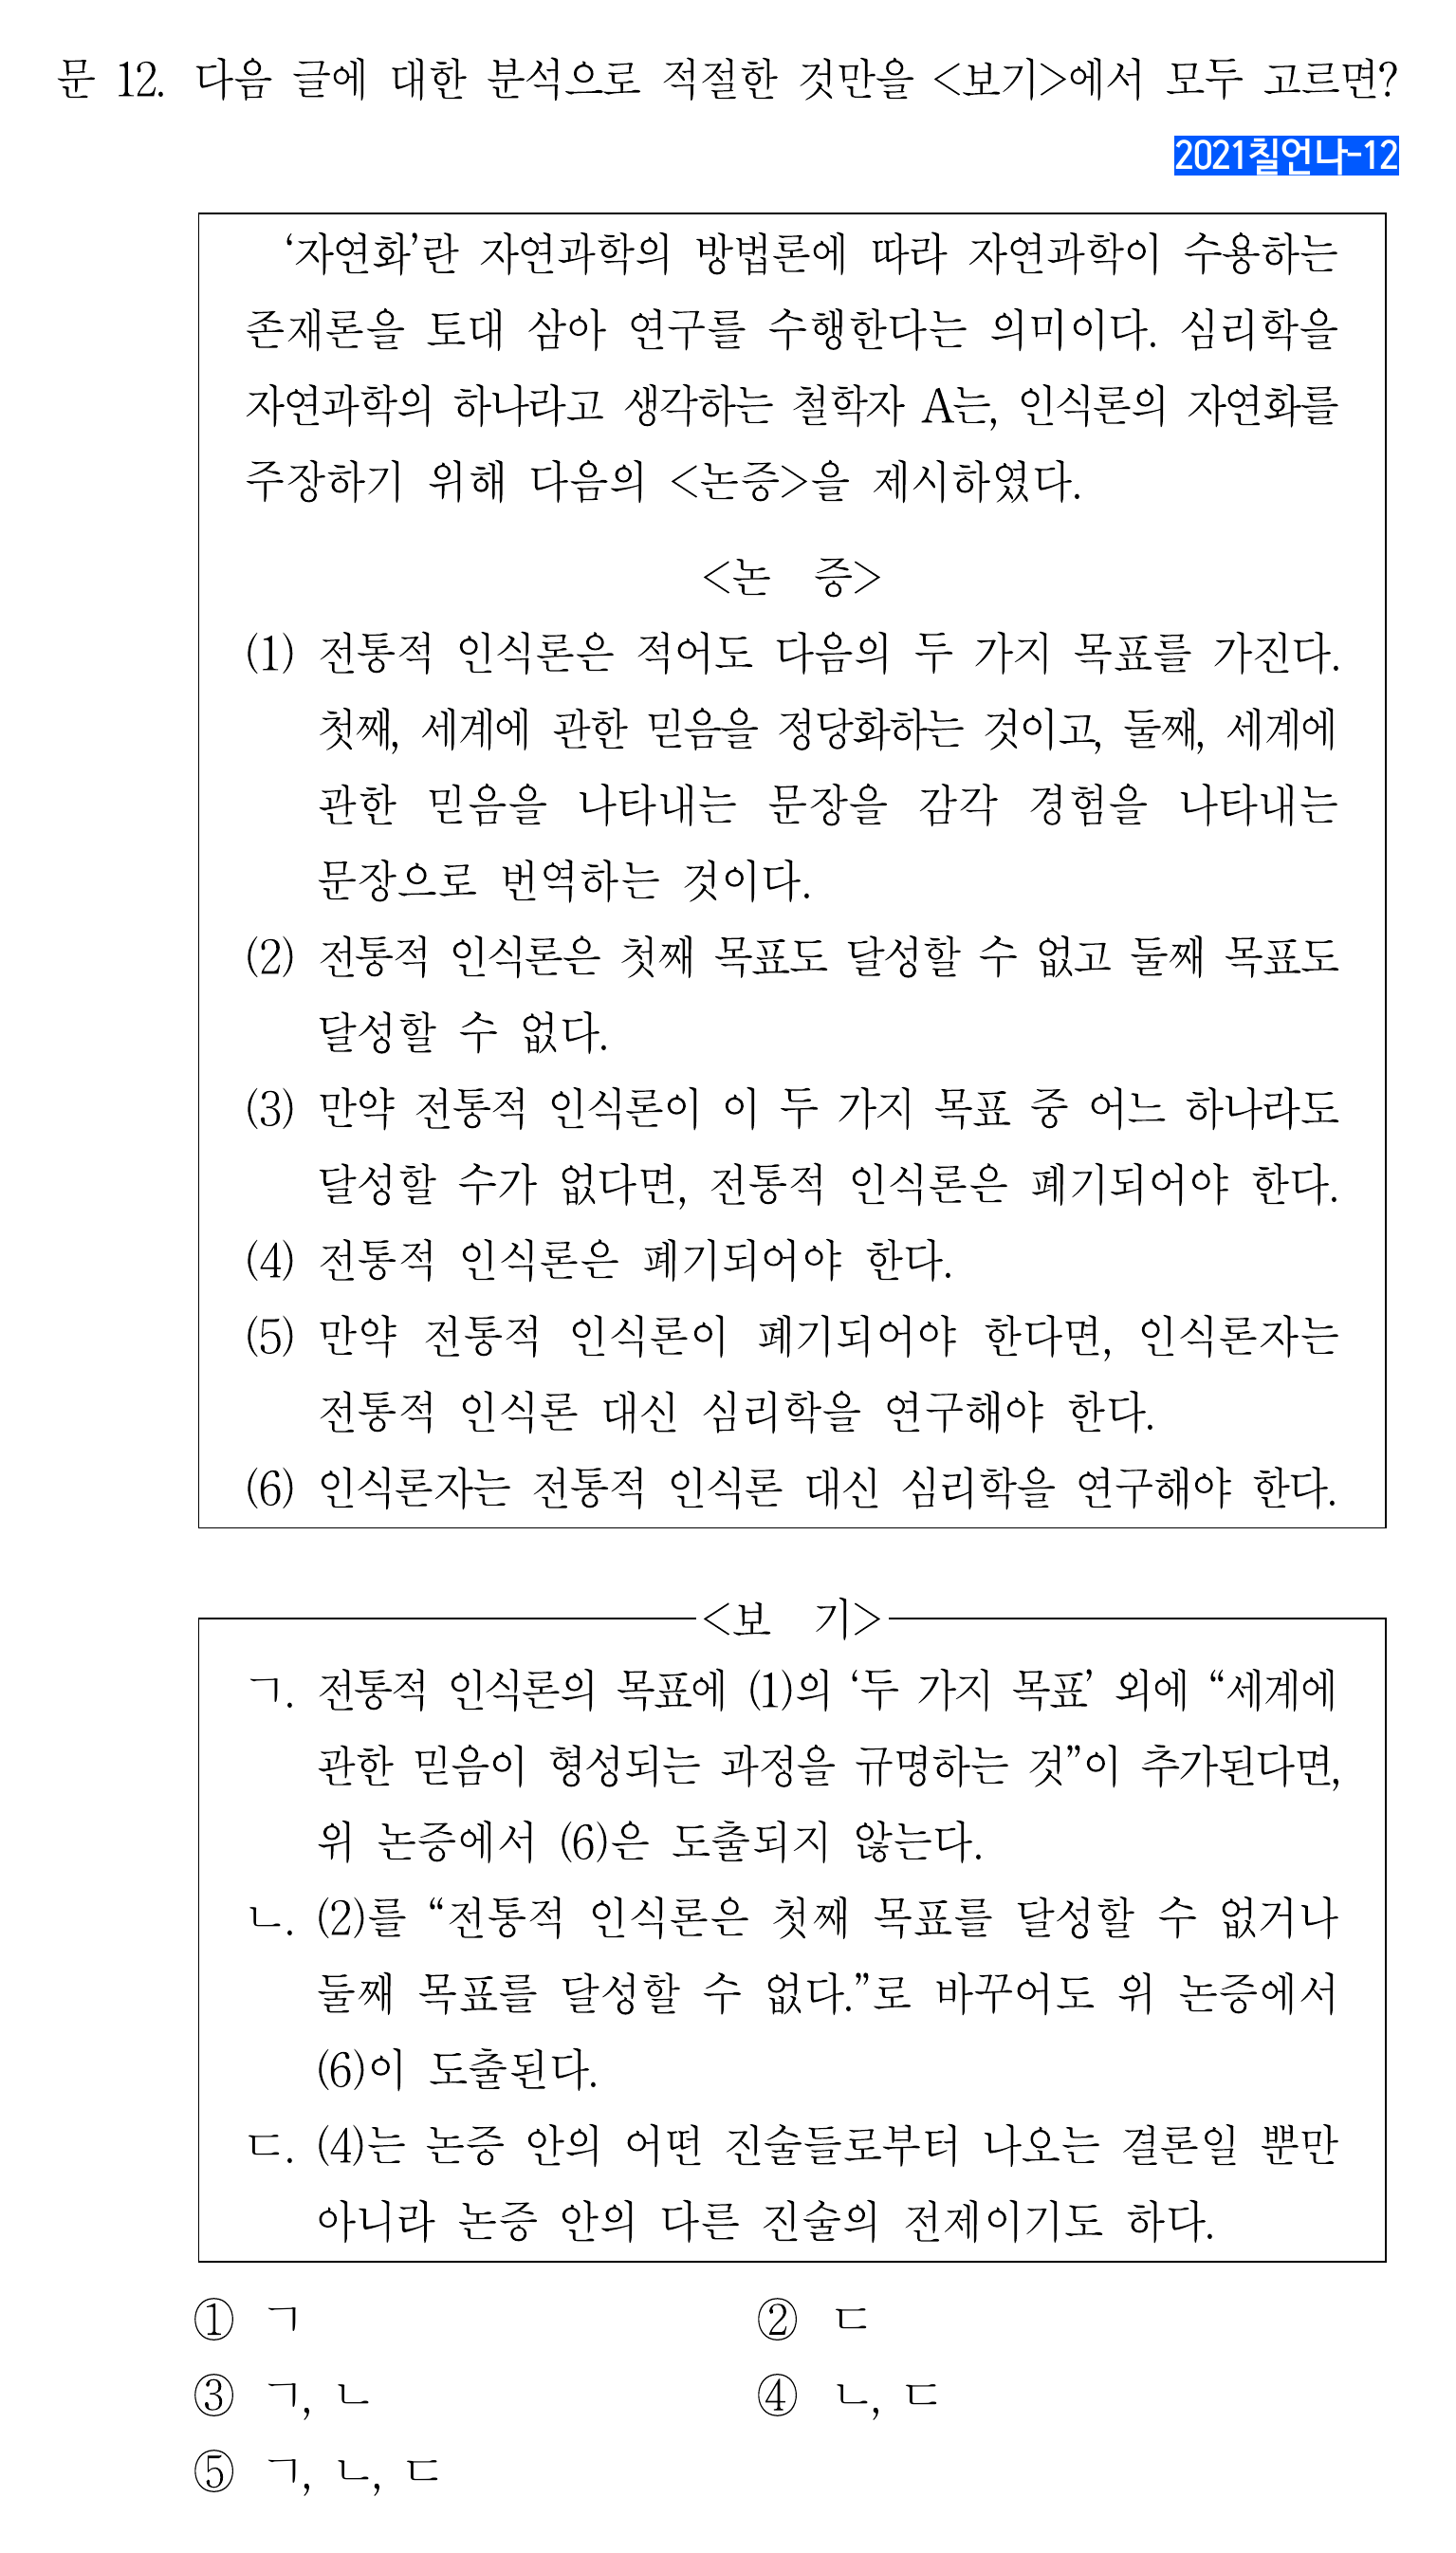 문 12. 다음 글에 대한 분석으로 적절한 것만을 <보기>에서 모두 고르면?
2021칠언나-12
‘자연화’란 자연과학의 방법론에 따라 자연과학이 수용하는
존재론을 토대 삼아 연구를 수행한다는 의미이다. 심리학을
자연과학의 하나라고 생각하는 철학자 A는, 인식론의 자연화를
주장하기 위해 다음의 <논증>을 제시하였다.
<논 증>
(1) 전통적 인식론은 적어도 다음의 두 가지 목표를 가진다.
첫째, 세계에 관한 믿음을 정당화하는 것이고, 둘째, 세계에
관한 믿음을 나타내는 문장을 감각 경험을 나타내는
문장으로 번역하는 것이다.
(2) 전통적 인식론은 첫째 목표도 달성할 수 없고 둘째 목표도
달성할 수 없다.
(3) 만약 전통적 인식론이 이 두 가지 목표 중 어느 하나라도
달성할 수가 없다면, 전통적 인식론은 폐기되어야 한다.
(4) 전통적 인식론은 폐기되어야 한다.
(5) 만약 전통적 인식론이 폐기되어야 한다면, 인식론자는
전통적 인식론 대신 심리학을 연구해야 한다.
(6) 인식론자는 전통적 인식론 대신 심리학을 연구해야 한다.
<보 기>
ㄱ. 전통적 인식론의 목표에 (1)의 ‘두 가지 목표’ 외에 “세계에
관한 믿음이 형성되는 과정을 규명하는 것”이 추가된다면,
위 논증에서 (6)은 도출되지 않는다.
ㄴ. (2)를 “전통적 인식론은 첫째 목표를 달성할 수 없거나
둘째 목표를 달성할 수 없다.”로 바꾸어도 위 논증에서
(6)이 도출된다.
ㄷ. (4)는 논증 안의 어떤 진술들로부터 나오는 결론일 뿐만
아니라 논증 안의 다른 진술의 전제이기도 하다.
① ㄱ ② ㄷ
③ ㄱ, ㄴ ④ ㄴ, ㄷ
⑤ ㄱ, ㄴ, ㄷ